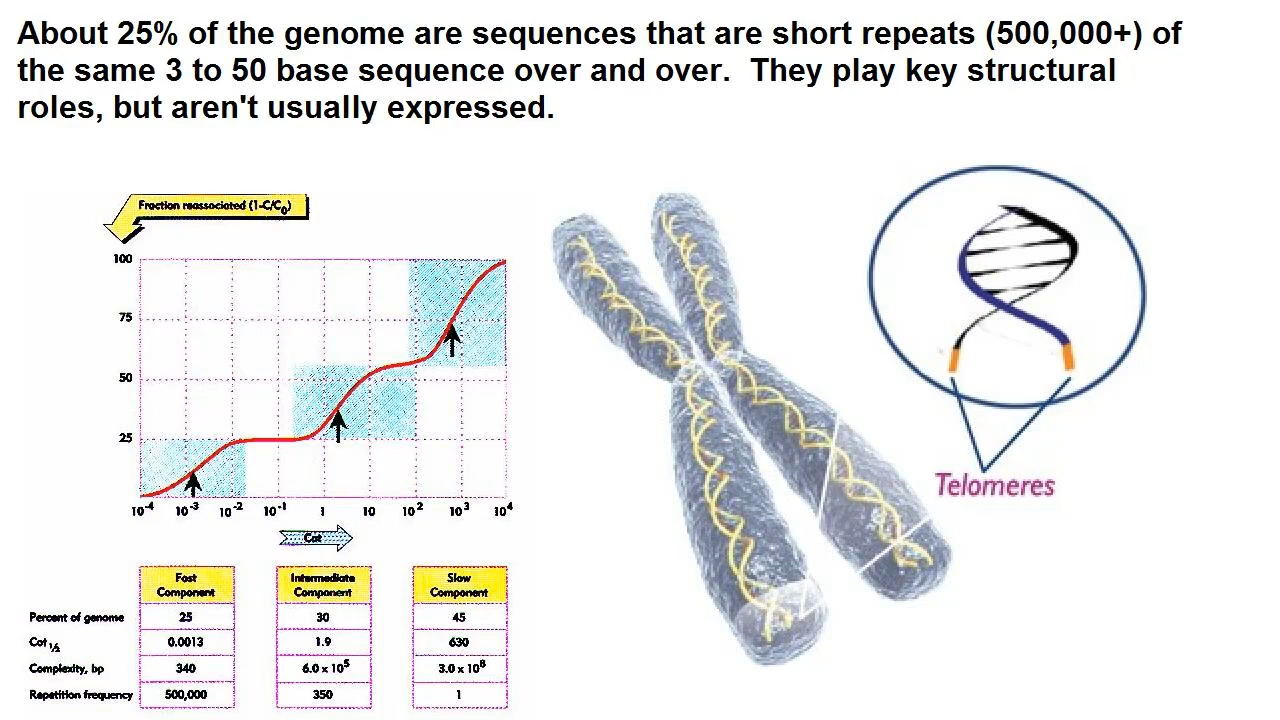 About 25% of the genome are sequences that are short repeats (500,000+) of
the same 3 to 50 base sequence over and over.  They play key structural
roles, but aren't usually expressed.
Fraction reassociated (1-C/C₀)
100
75
50
25
10⁻⁴ 10⁻³ 10⁻² 10⁻¹ 1 10 10² 10³ 10⁴
Cot
Telomeres
Fast Component
Intermediate Component
Slow Component
Percent of genome 25 30 45
Cot ½ 0.0013 1.9 630
Complexity, bp 340 6.0 x 10⁵ 3.0 x 10⁸
Repetition frequency 500,000 350 1